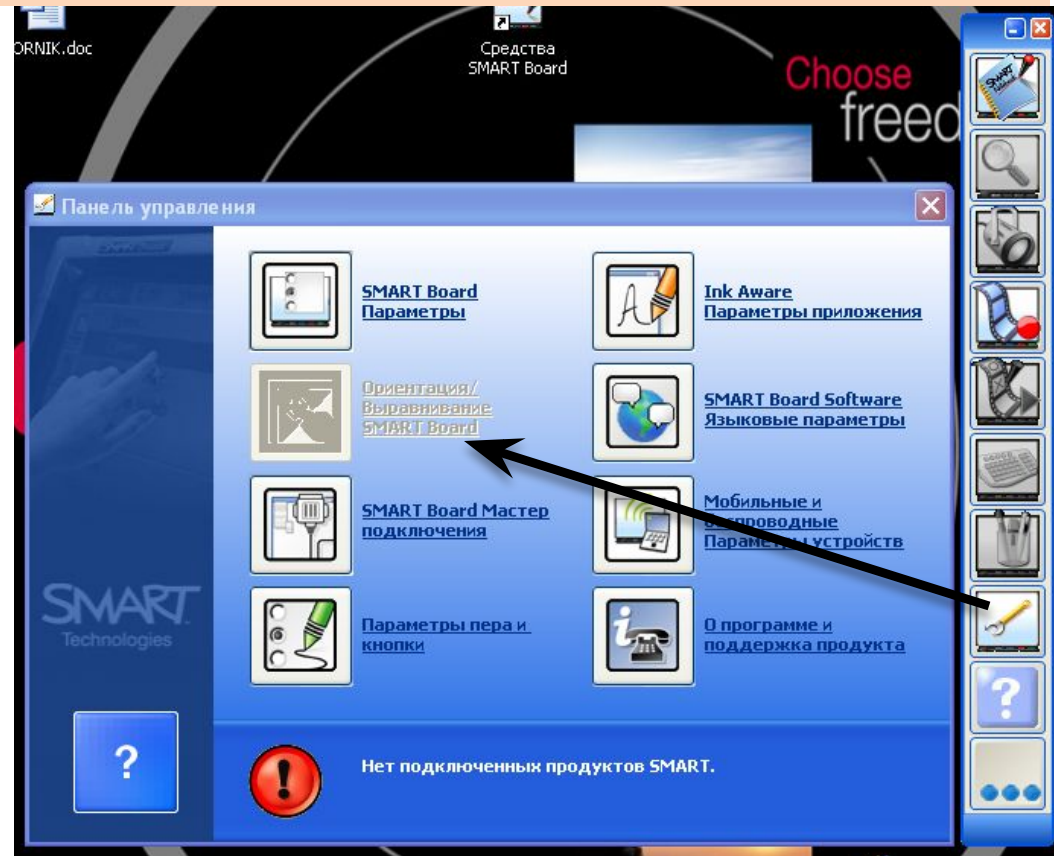 ORNIK.doc
Средства
SMART Board
Choose
freed
SMART
Notebook
Панель управления
SMART Board
Параметры
Ink Aware
Параметры приложения
Ориентация/
Выравнивание
SMART Board
SMART Board Software
Языковые параметры
SMART Board Мастер
подключения
Мобильные и
беспроводные
Параметры устройств
Параметры пера и
кнопки
О программе и
поддержка продукта
SMART
Technologies
?
?
Нет подключенных продуктов SMART.